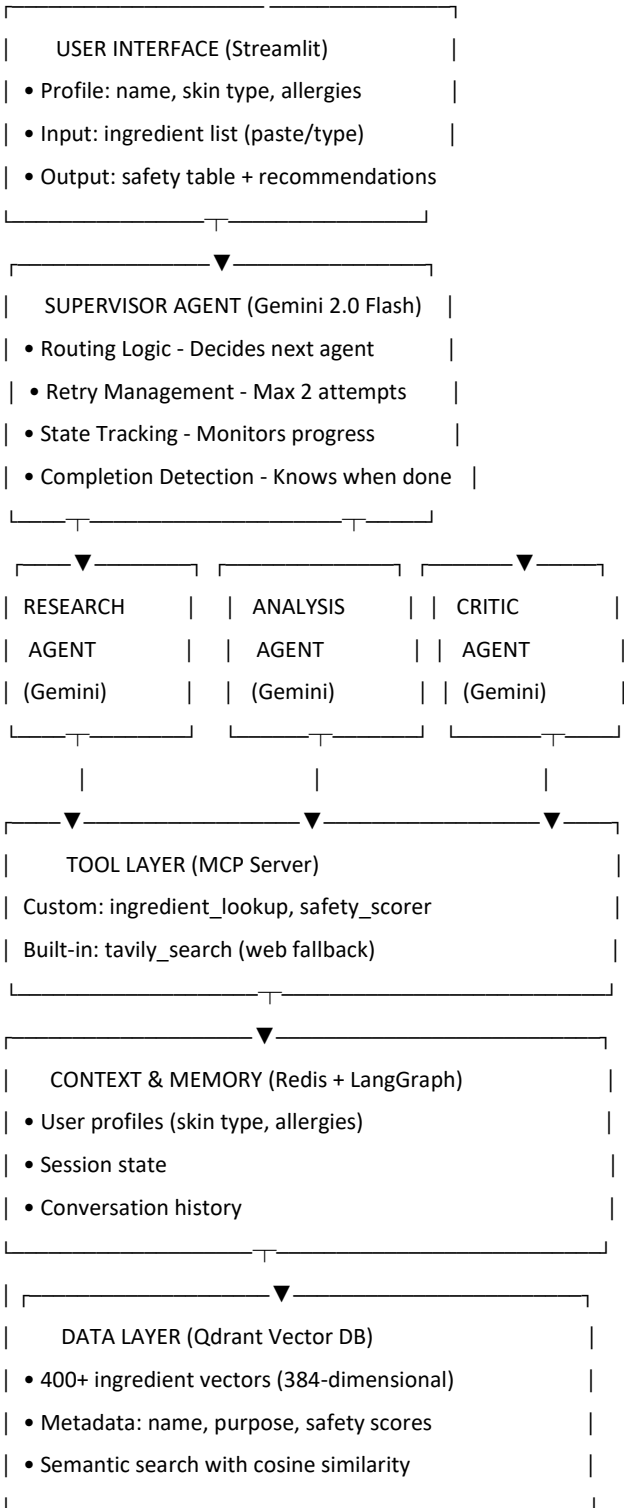 USER INTERFACE (Streamlit)
• Profile: name, skin type, allergies
• Input: ingredient list (paste/type)
• Output: safety table + recommendations
SUPERVISOR AGENT (Gemini 2.0 Flash)
• Routing Logic - Decides next agent
• Retry Management - Max 2 attempts
• State Tracking - Monitors progress
• Completion Detection - Knows when done
RESEARCH ANALYSIS CRITIC
AGENT AGENT AGENT
(Gemini) (Gemini) (Gemini)
TOOL LAYER (MCP Server)
Custom: ingredient_lookup, safety_scorer
Built-in: tavily_search (web fallback)
CONTEXT & MEMORY (Redis + LangGraph)
• User profiles (skin type, allergies)
• Session state
• Conversation history
DATA LAYER (Qdrant Vector DB)
• 400+ ingredient vectors (384-dimensional)
• Metadata: name, purpose, safety scores
• Semantic search with cosine similarity